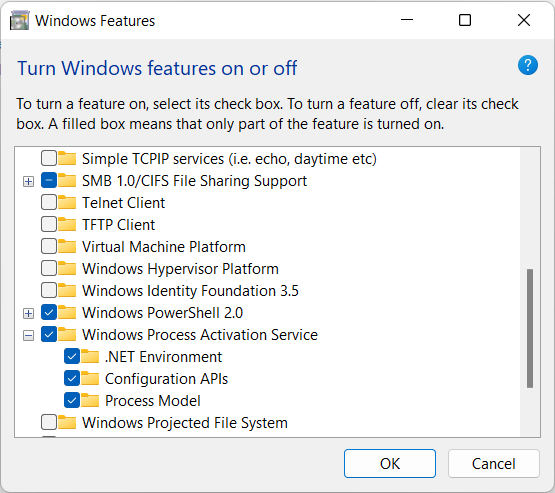 Windows Features
Turn Windows features on or off
?
To turn a feature on, select its check box. To turn a feature off, clear its check
box. A filled box means that only part of the feature is turned on.
Simple TCPIP services (i.e. echo, daytime etc)
SMB 1.0/CIFS File Sharing Support
Telnet Client
TFTP Client
Virtual Machine Platform
Windows Hypervisor Platform
Windows Identity Foundation 3.5
Windows PowerShell 2.0
Windows Process Activation Service
.NET Environment
Configuration APIs
Process Model
Windows Projected File System
OK
Cancel